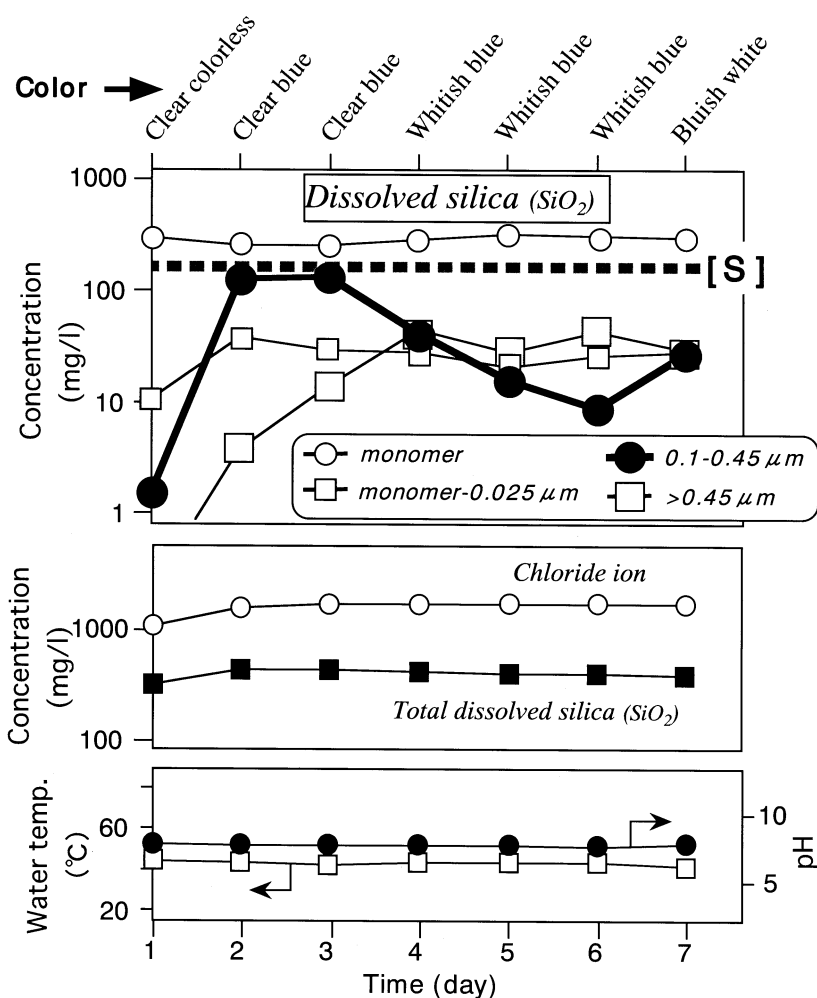 Color
Clear colorless
Clear blue
Clear blue
Whitish blue
Whitish blue
Whitish blue
Bluish white
Dissolved silica (SiO₂)
1000
100
10
1
Concentration
(mg/l)
[S]
monomer
0.1-0.45 μm
monomer-0.025 μm
>0.45 μm
Chloride ion
1000
100
Concentration
(mg/l)
Total dissolved silica (SiO₂)
60
20
Water temp.
(℃)
10
5
pH
1 2 3 4 5 6 7
Time (day)